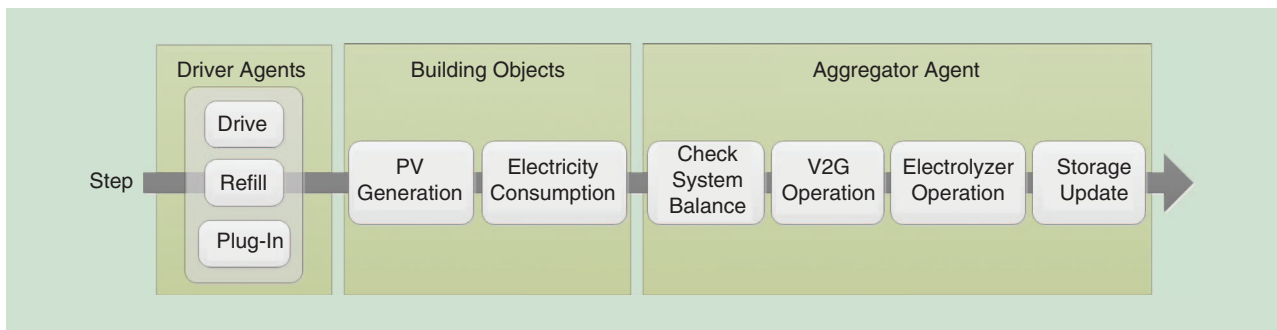 Step
Driver Agents
Drive
Refill
Plug-In
Building Objects
PV
Generation
Electricity
Consumption
Aggregator Agent
Check
System
Balance
V2G
Operation
Electrolyzer
Operation
Storage
Update